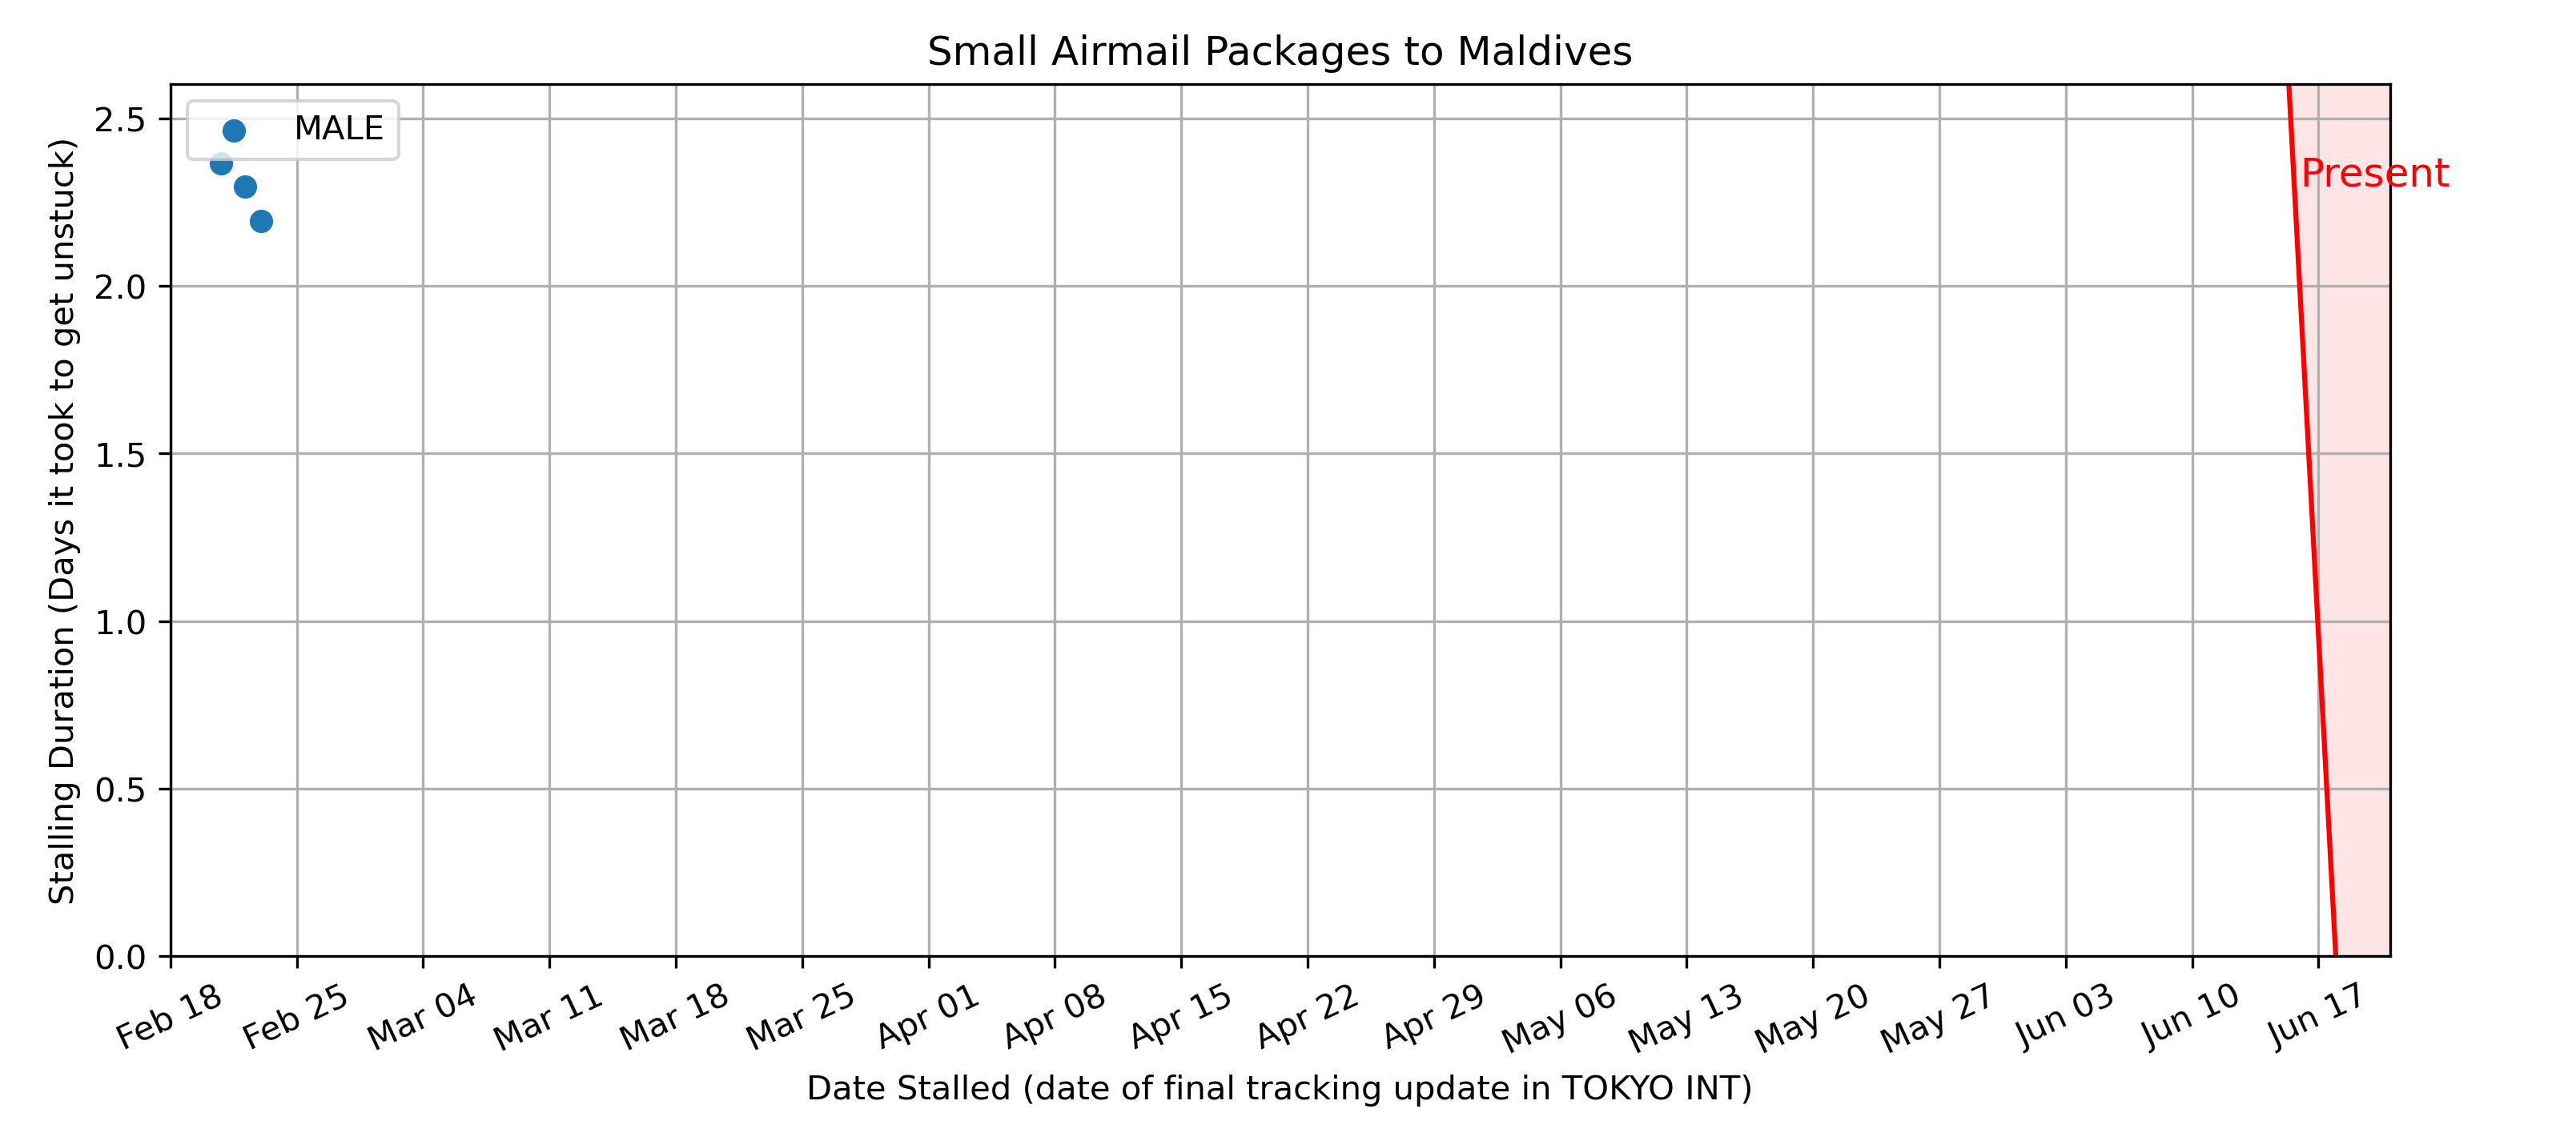 Small Airmail Packages to Maldives
MALE
Present
Stalling Duration (Days it took to get unstuck)
2.5
2.0
1.5
1.0
0.5
0.0
Feb 18
Feb 25
Mar 04
Mar 11
Mar 18
Mar 25
Apr 01
Apr 08
Apr 15
Apr 22
Apr 29
May 06
May 13
May 20
May 27
Jun 03
Jun 10
Jun 17
Date Stalled (date of final tracking update in TOKYO INT)